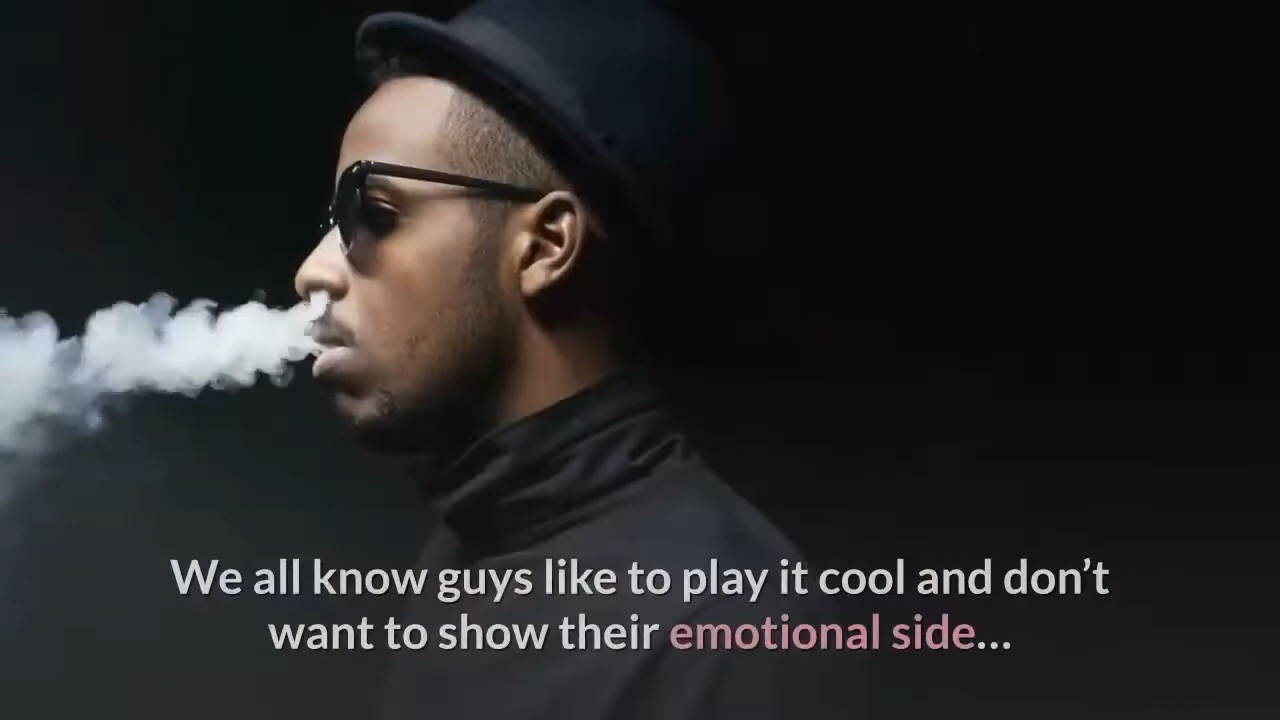 We all know guys like to play it cool and don’t
want to show their emotional side...